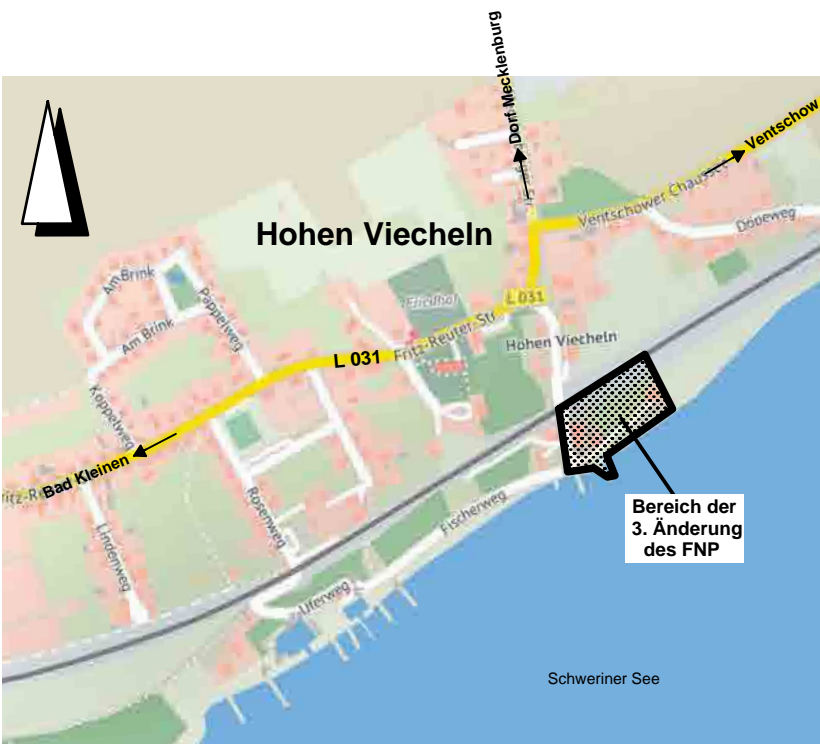 Dorf Mecklenburg
Ventschow
Ventschower Chaussee
Döpeweg
Hohen Viecheln
Am Brink
Pappelweg
Friedhof
L 031
Am Brink
L 031
Fritz-Reuter-Str
Hohen Viecheln
Koppelweg
Bad Kleinen
Rosenweg
Fischerweg
Lindenweg
Uferweg
Bereich der
3. Änderung
des FNP
Schweriner See